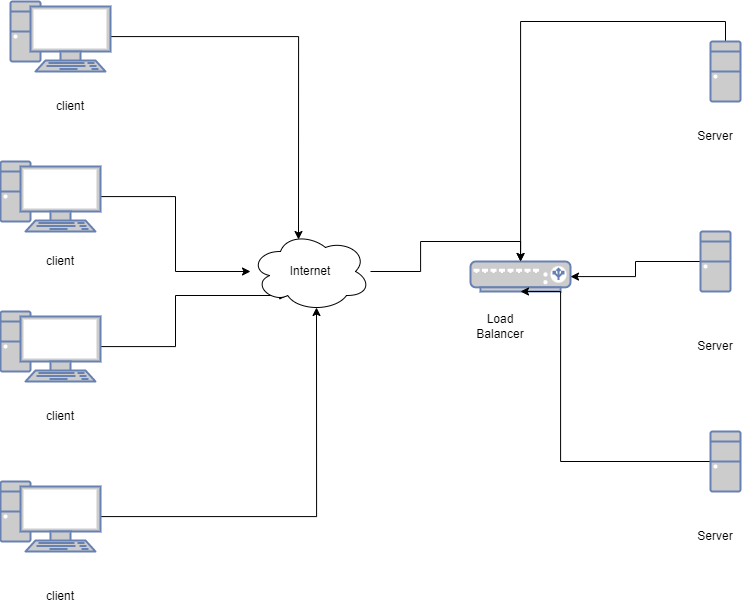 client
Server
client
Internet
Load
Balancer
Server
client
Server
client